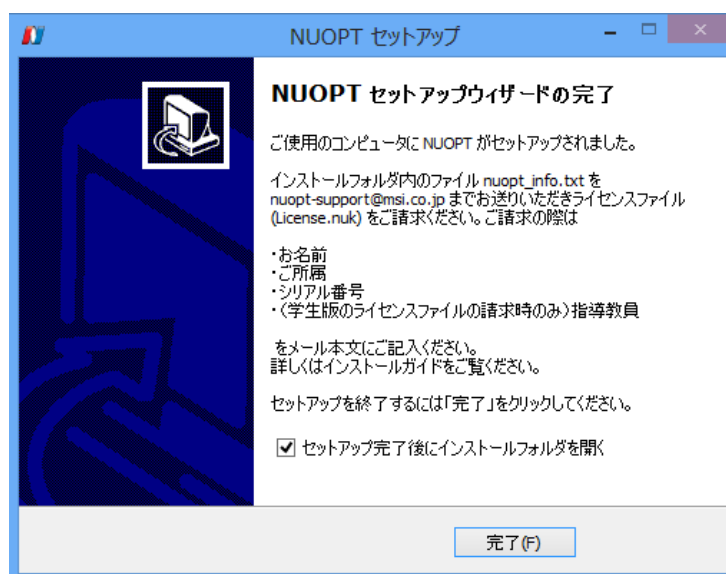 NUOPT セットアップ
NUOPT セットアップウィザードの完了
ご使用のコンピュータに NUOPT がセットアップされました。
インストールフォルダ内のファイル nuopt_info.txt を
nuopt-support@msi.co.jp までお送りいただきライセンスファイル
(License.nuk) をご請求ください。ご請求の際は
・お名前
・ご所属
・シリアル番号
・(学生版のライセンスファイルの請求時のみ)指導教員
をメール本文にご記入ください。
詳しくはインストールガイドをご覧ください。
セットアップを終了するには「完了」をクリックしてください。
セットアップ完了後にインストールフォルダを開く
完了(F)